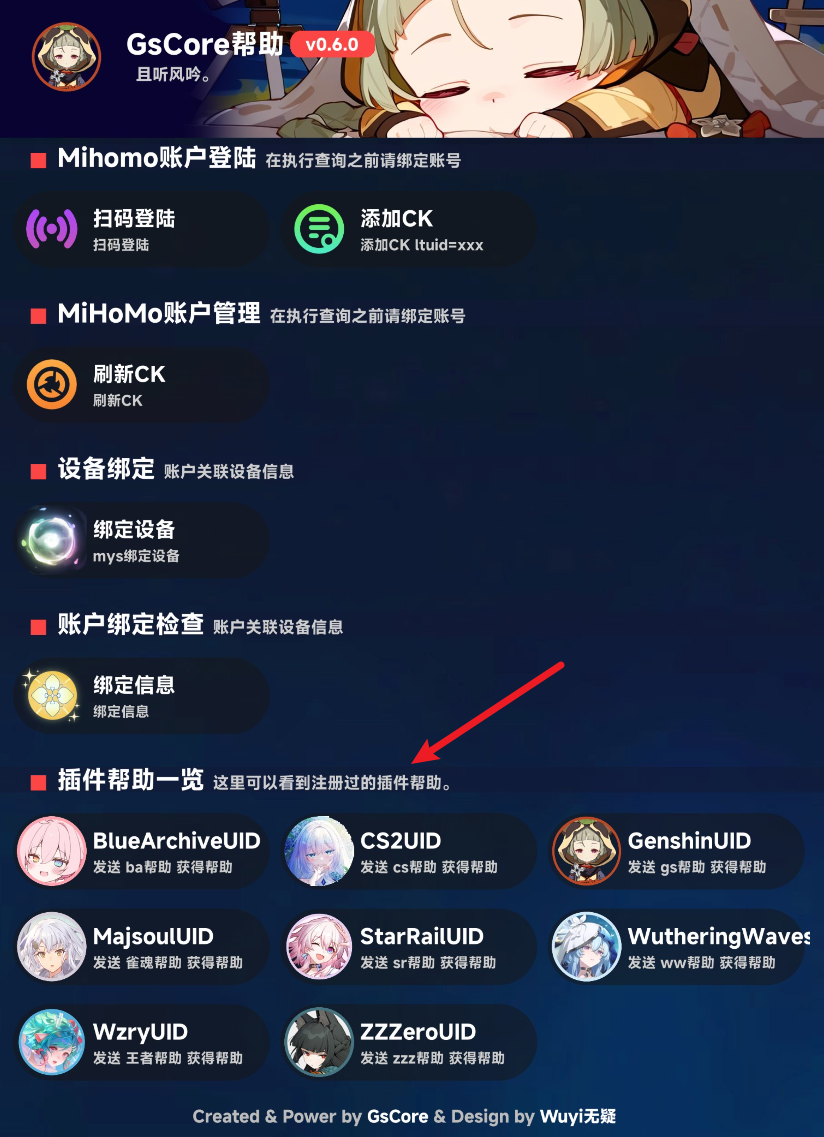 GsCore帮助 v0.6.0
且听风吟。
Mihomo账户登陆 在执行查询之前请绑定账号
扫码登陆
扫码登陆
添加CK
添加CK ltuid=xxx
MiHoMo账户管理 在执行查询之前请绑定账号
刷新CK
刷新CK
设备绑定 账户关联设备信息
绑定设备
mys绑定设备
账户绑定检查 账户关联设备信息
绑定信息
绑定信息
插件帮助一览 这里可以看到注册过的插件帮助。
BlueArchiveUID
发送 ba帮助 获得帮助
CS2UID
发送 cs帮助 获得帮助
GenshinUID
发送 gs帮助 获得帮助
MajsoulUID
发送 雀魂帮助 获得帮助
StarRailUID
发送 sr帮助 获得帮助
WutheringWaves
发送 ww帮助 获得帮助
WzryUID
发送 王者帮助 获得帮助
ZZZeroUID
发送 zzz帮助 获得帮助
Created & Power by GsCore & Design by Wuyi无疑